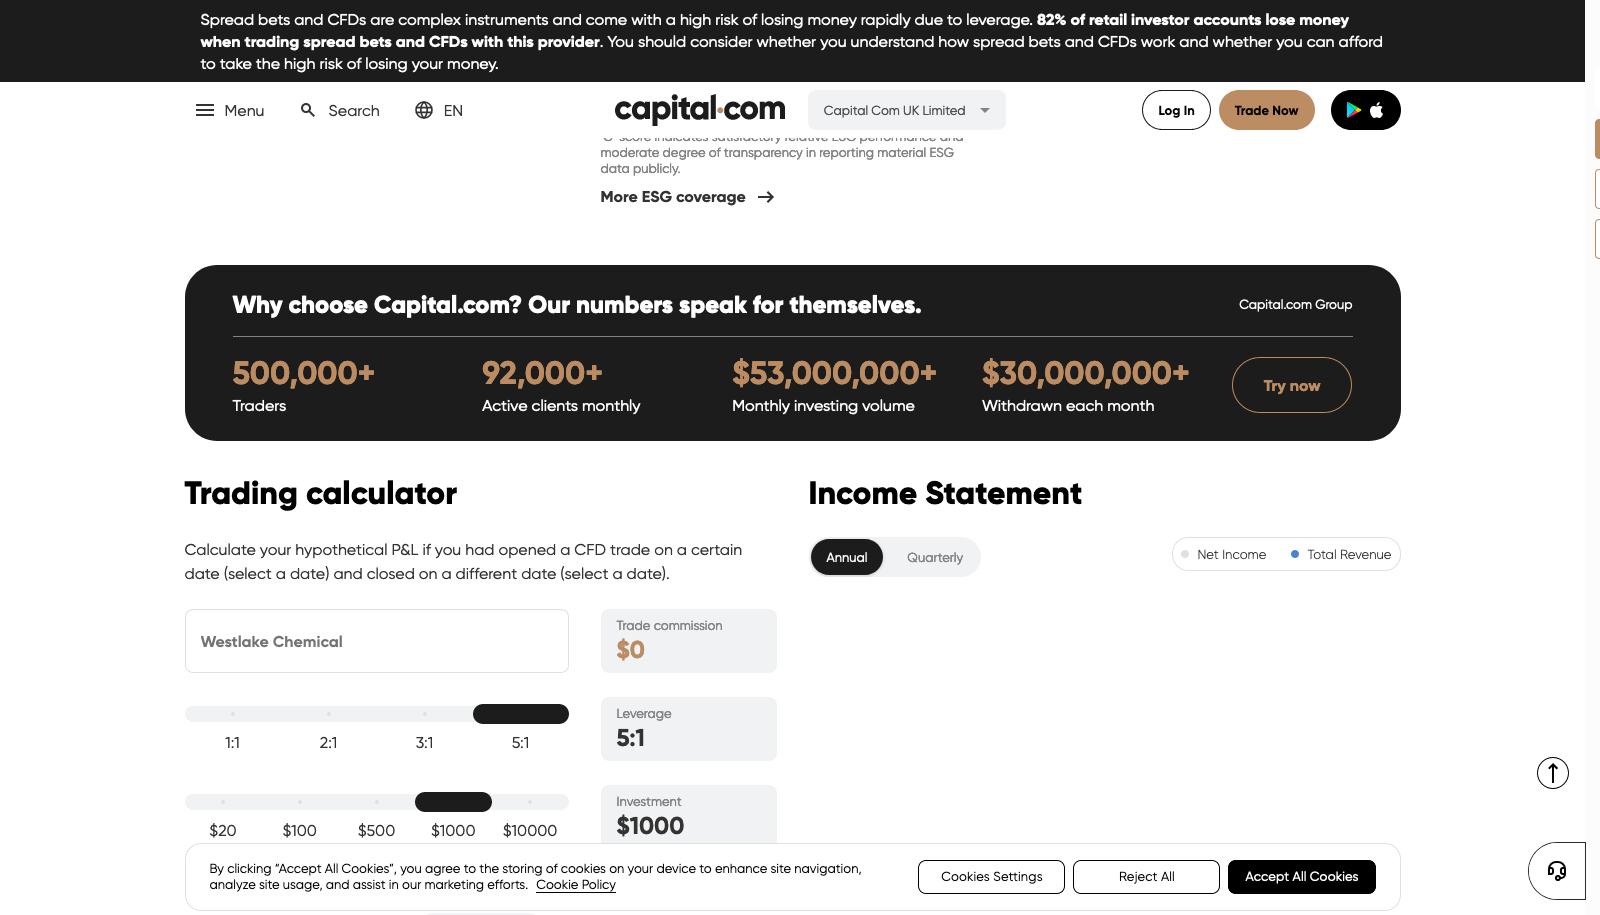 Spread bets and CFDs are complex instruments and come with a high risk of losing money rapidly due to leverage. 82% of retail investor accounts lose money
when trading spread bets and CFDs with this provider. You should consider whether you understand how spread bets and CFDs work and whether you can afford
to take the high risk of losing your money.
Menu
Search
EN
capital.com
Capital Com UK Limited
Log In
Trade Now
'C' score indicates satisfactory relative ESG performance and
moderate degree of transparency in reporting material ESG
data publicly.
More ESG coverage
Why choose Capital.com? Our numbers speak for themselves.
Capital.com Group
500,000+
Traders
92,000+
Active clients monthly
$53,000,000+
Monthly investing volume
$30,000,000+
Withdrawn each month
Try now
Trading calculator
Calculate your hypothetical P&L if you had opened a CFD trade on a certain
date (select a date) and closed on a different date (select a date).
Westlake Chemical
Trade commission
$0
1:1
2:1
3:1
5:1
Leverage
5:1
$20
$100
$500
$1000
$10000
Investment
$1000
Income Statement
Annual
Quarterly
Net Income
Total Revenue
By clicking “Accept All Cookies”, you agree to the storing of cookies on your device to enhance site navigation,
analyze site usage, and assist in our marketing efforts. Cookie Policy
Cookies Settings
Reject All
Accept All Cookies